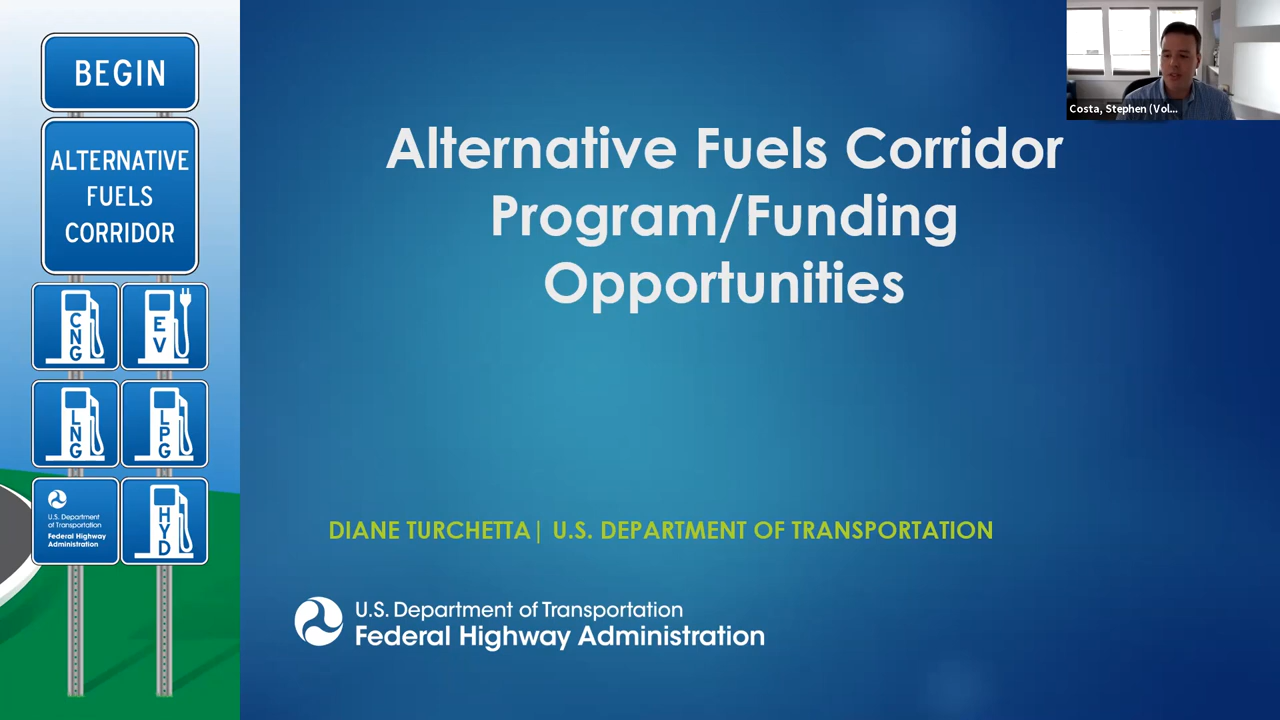 BEGIN
ALTERNATIVE
FUELS
CORRIDOR
CNG
EV
LNG
LPG
U.S. Department
of Transportation
Federal Highway
Administration
HYD
Alternative Fuels Corridor
Program/Funding
Opportunities
DIANE TURCHETTA| U.S. DEPARTMENT OF TRANSPORTATION
U.S. Department of Transportation
Federal Highway Administration
Costa, Stephen (Vol...